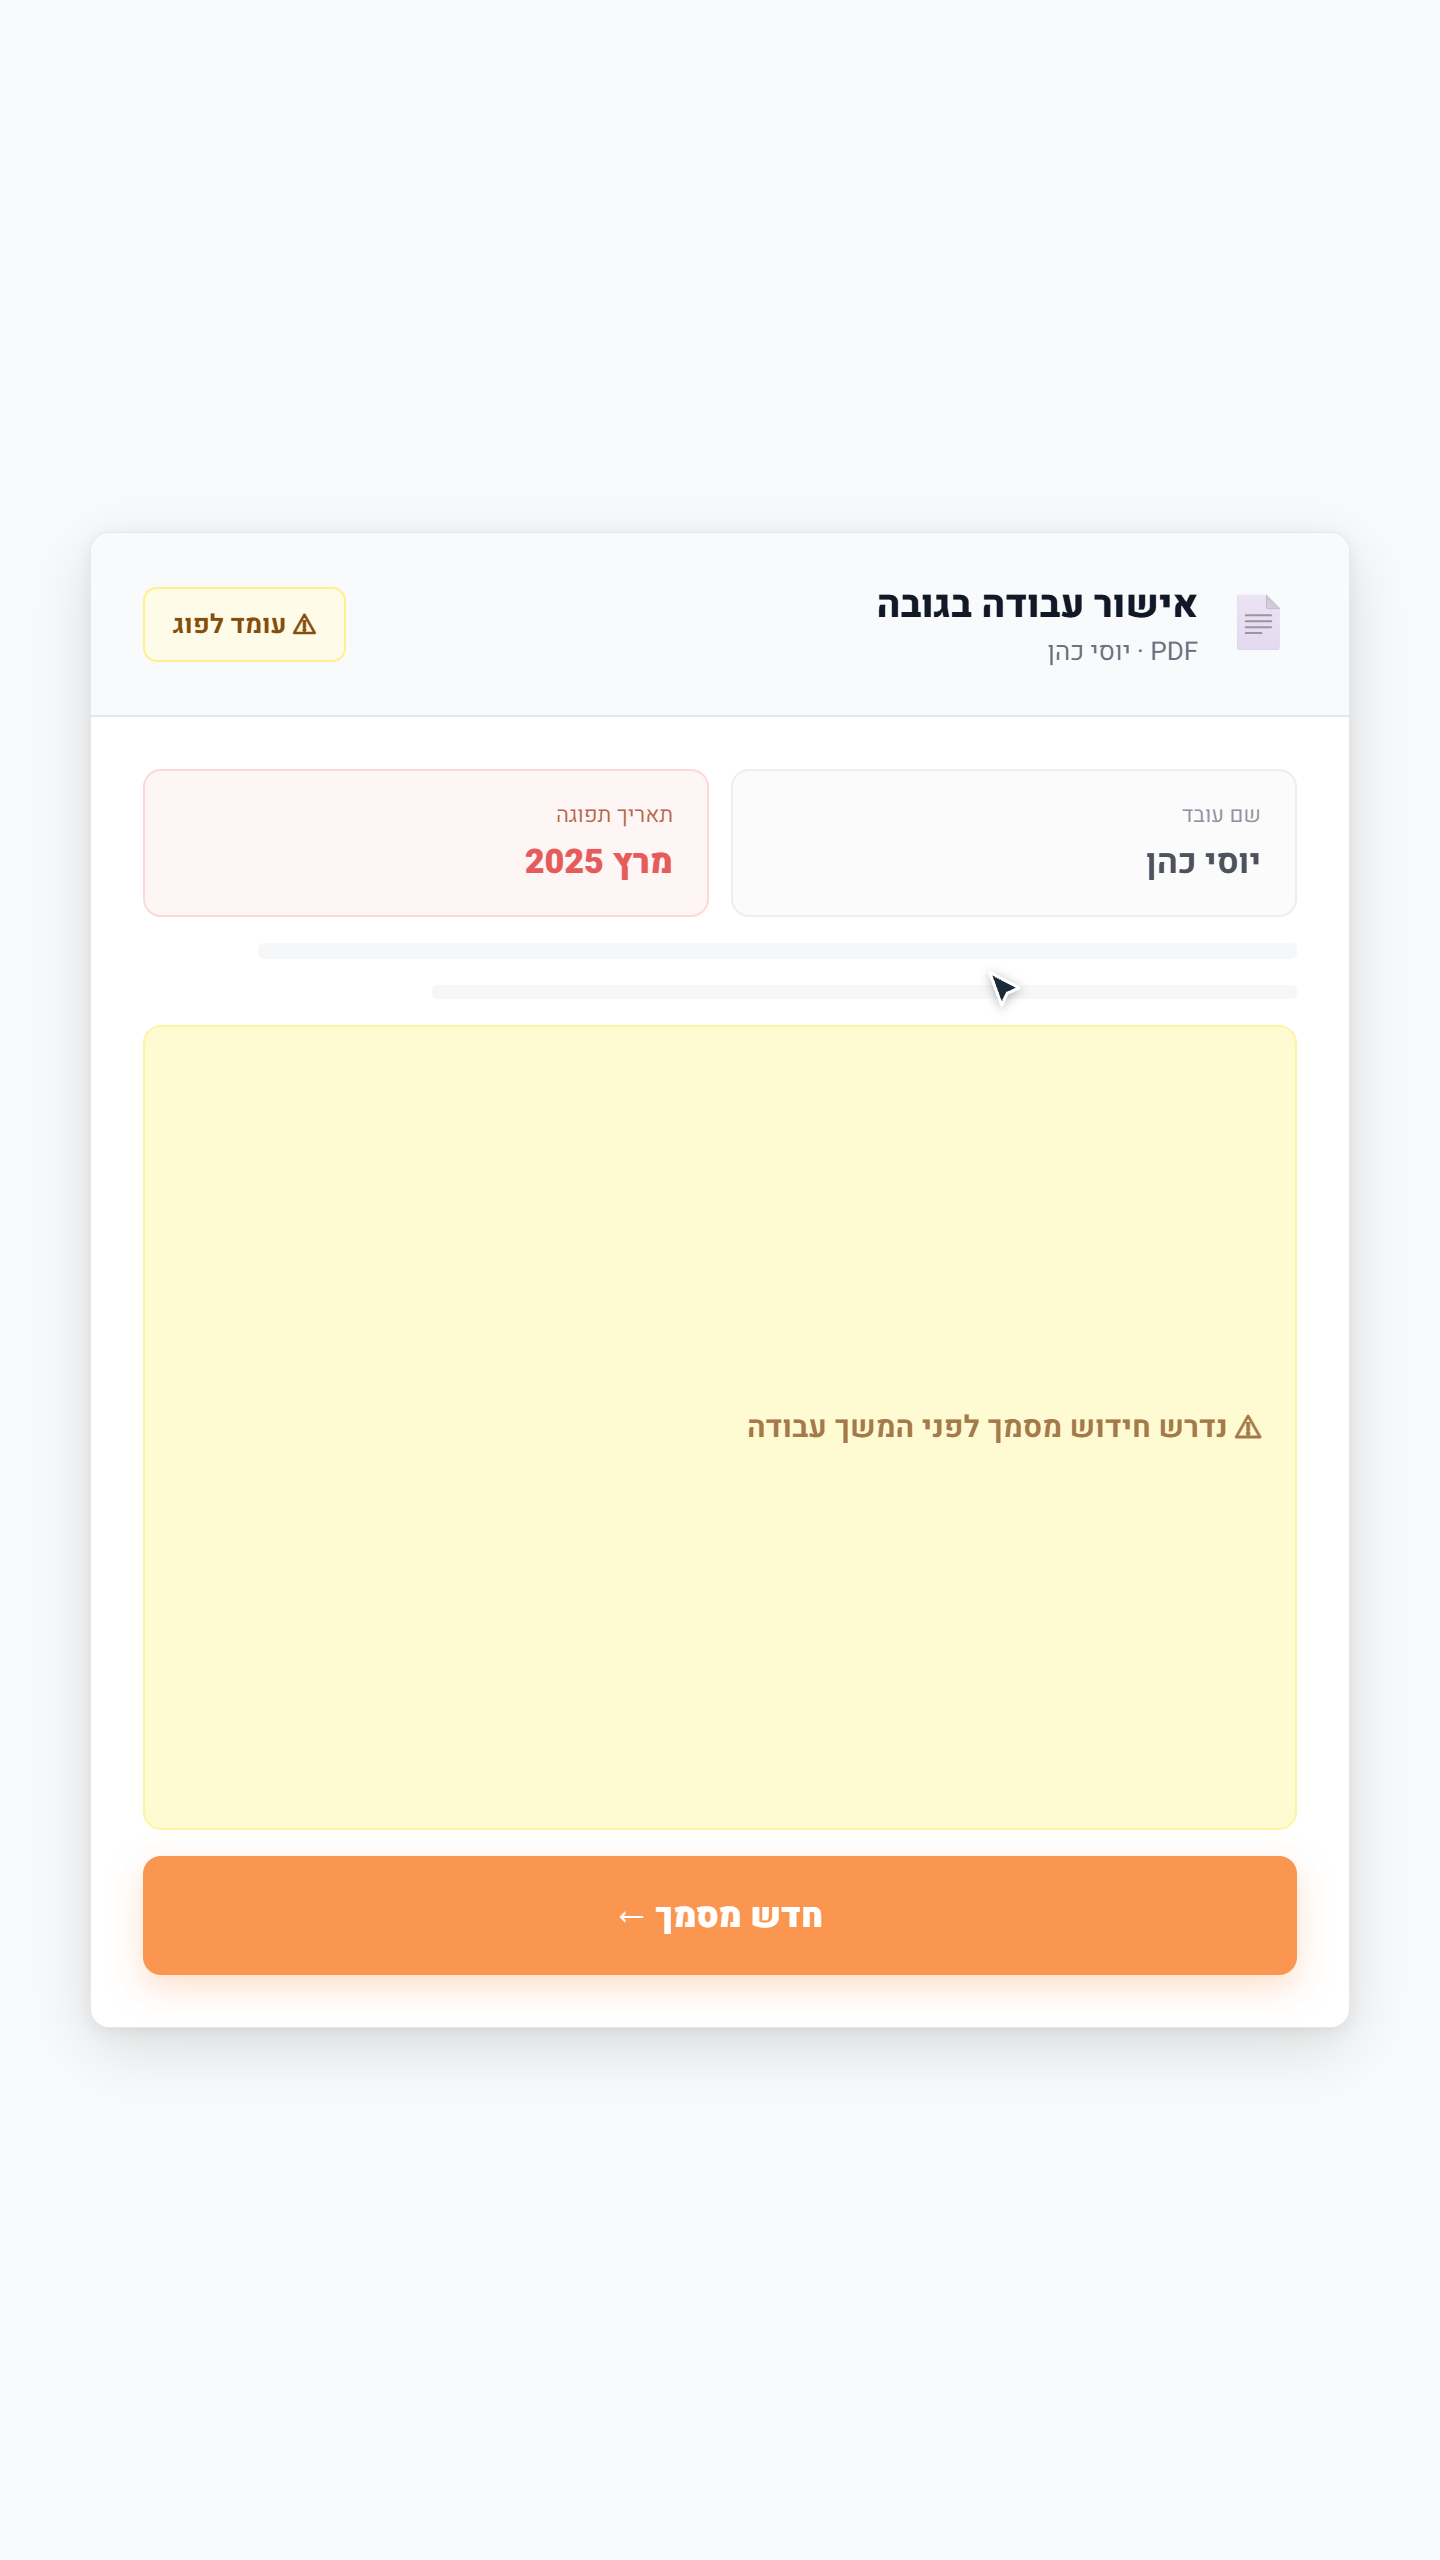 אישור עבודה בגובה
PDF · יוסי כהן
⚠ עומד לפוג
שם עובד
יוסי כהן
תאריך תפוגה
מרץ 2025
⚠ נדרש חידוש מסמך לפני המשך עבודה
חדש מסמך ←